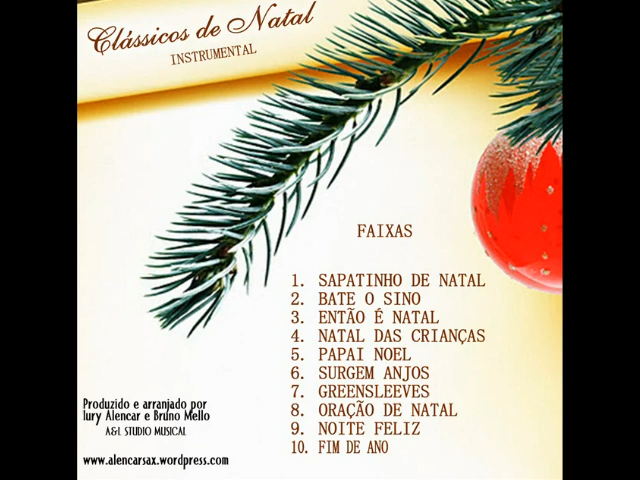 Clássicos de Natal
INSTRUMENTAL
FAIXAS
1. SAPATINHO DE NATAL
2. BATE O SINO
3. ENTÃO É NATAL
4. NATAL DAS CRIANÇAS
5. PAPAI NOEL
6. SURGEM ANJOS
7. GREENSLEEVES
8. ORAÇÃO DE NATAL
9. NOITE FELIZ
10. FIM DE ANO
Produzido e arranjado por
Iury Alencar e Bruno Mello
A&L STUDIO MUSICAL
www.alencarsax.wordpress.com